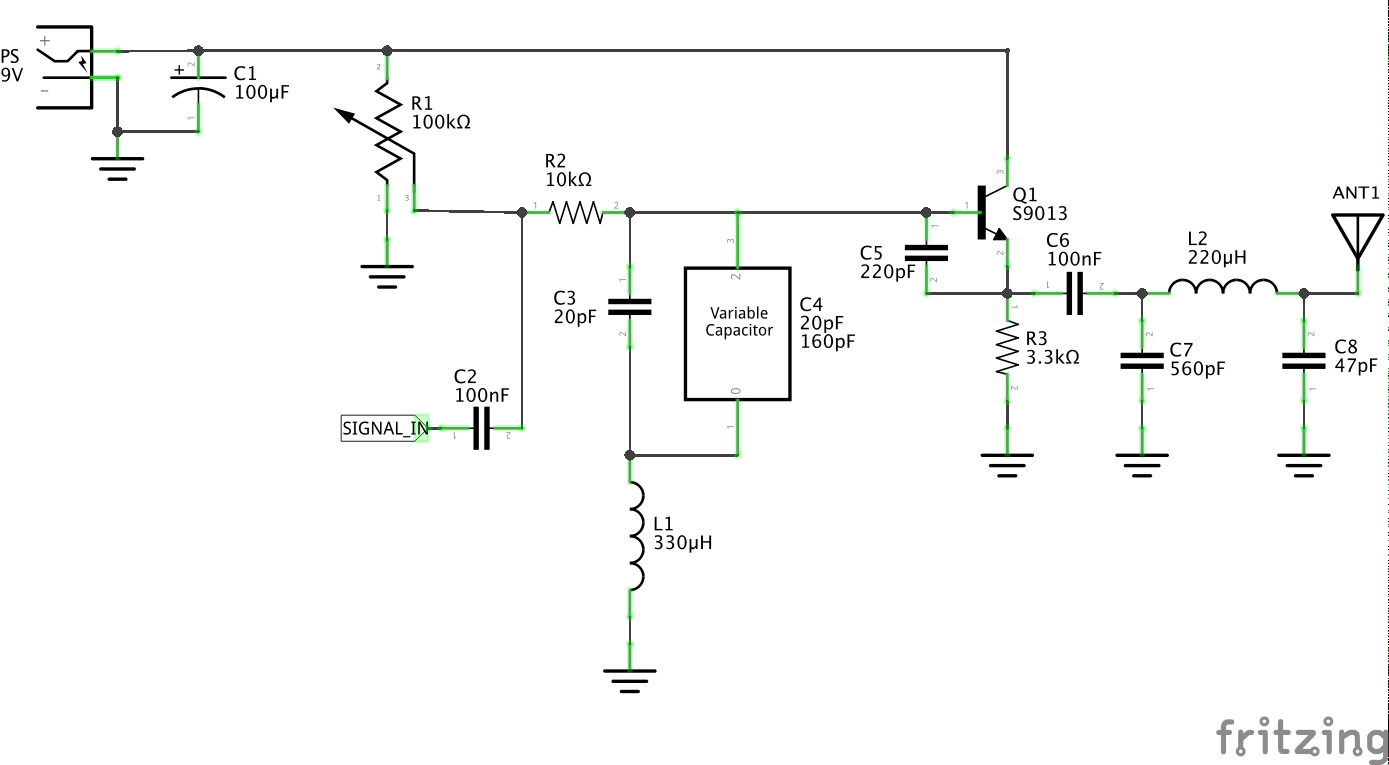 PS
9V
+
-
+
C1
100µF
2
1
R1
100kΩ
2
1
3
R2
10kΩ
1
2
C3
20pF
1
2
3
2
Variable
Capacitor
0
1
C4
20pF
160pF
C2
100nF
SIGNAL_IN
1
2
L1
330µH
Q1
S9013
3
1
2
C5
220pF
1
2
C6
100nF
1
2
R3
3.3kΩ
1
2
L2
220µH
C7
560pF
2
1
C8
47pF
2
1
ANT1
fritzing